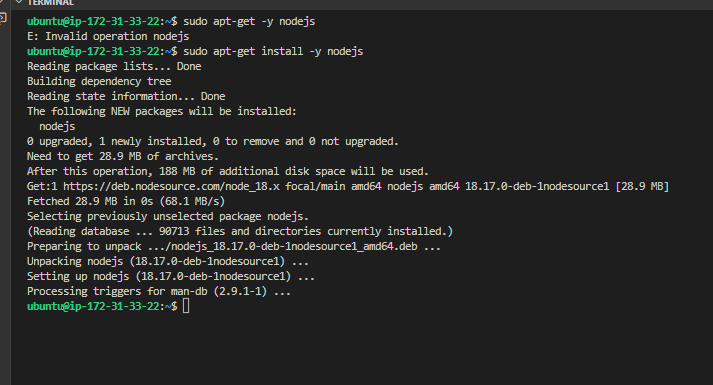 TERMINAL
ubuntu@ip-172-31-33-22:~$ sudo apt-get -y nodejs
E: Invalid operation nodejs
ubuntu@ip-172-31-33-22:~$ sudo apt-get install -y nodejs
Reading package lists... Done
Building dependency tree
Reading state information... Done
The following NEW packages will be installed:
  nodejs
0 upgraded, 1 newly installed, 0 to remove and 0 not upgraded.
Need to get 28.9 MB of archives.
After this operation, 188 MB of additional disk space will be used.
Get:1 https://deb.nodesource.com/node_18.x focal/main amd64 nodejs amd64 18.17.0-deb-1nodesource1 [28.9 MB]
Fetched 28.9 MB in 0s (68.1 MB/s)
Selecting previously unselected package nodejs.
(Reading database ... 90713 files and directories currently installed.)
Preparing to unpack .../nodejs_18.17.0-deb-1nodesource1_amd64.deb ...
Unpacking nodejs (18.17.0-deb-1nodesource1) ...
Setting up nodejs (18.17.0-deb-1nodesource1) ...
Processing triggers for man-db (2.9.1-1) ...
ubuntu@ip-172-31-33-22:~$